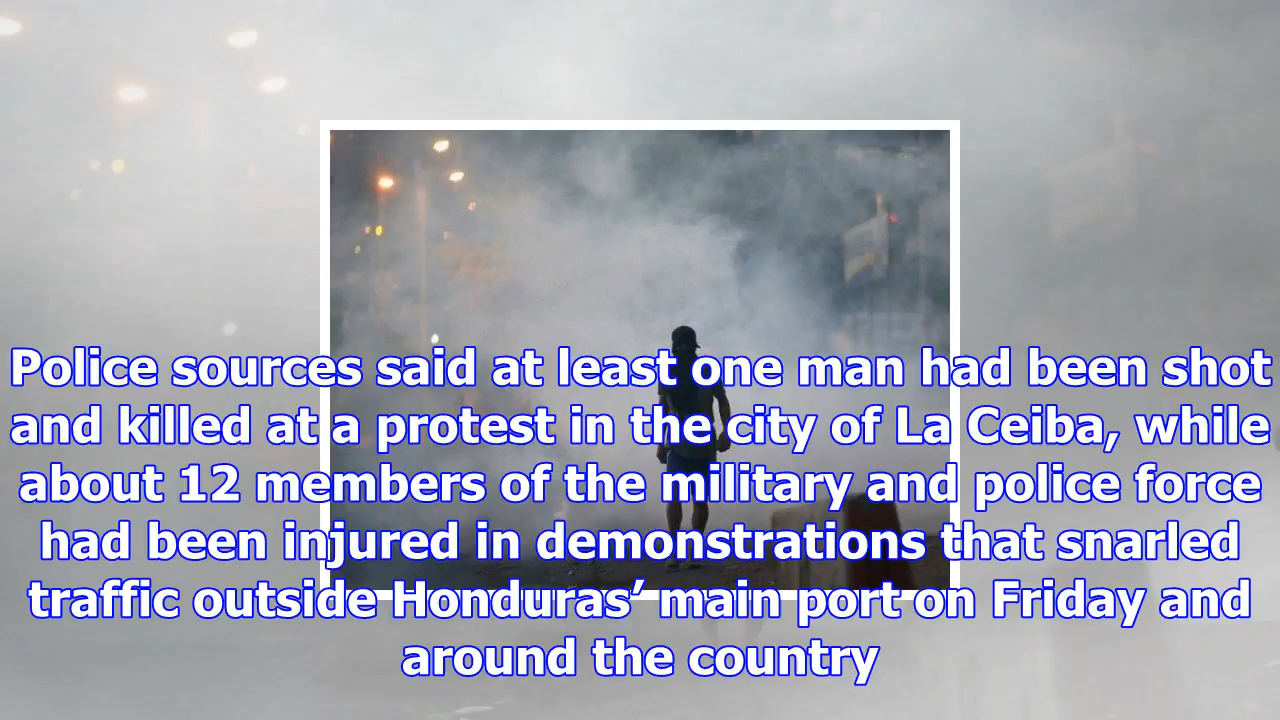 Police sources said at least one man had been shot
and killed at a protest in the city of La Ceiba, while
about 12 members of the military and police force
had been injured in demonstrations that snarled
traffic outside Honduras’ main port on Friday and
around the country